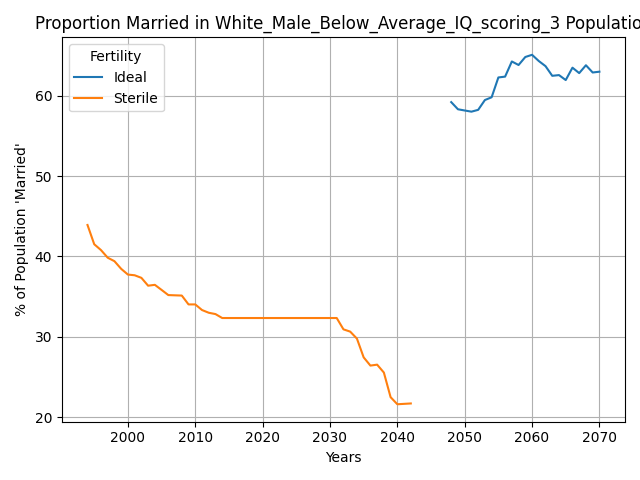 Proportion Married in White_Male_Below_Average_IQ_scoring_3 Populatio
Fertility
Ideal
Sterile
% of Population 'Married'
60
50
40
30
20
2000 2010 2020 2030 2040 2050 2060 2070
Years